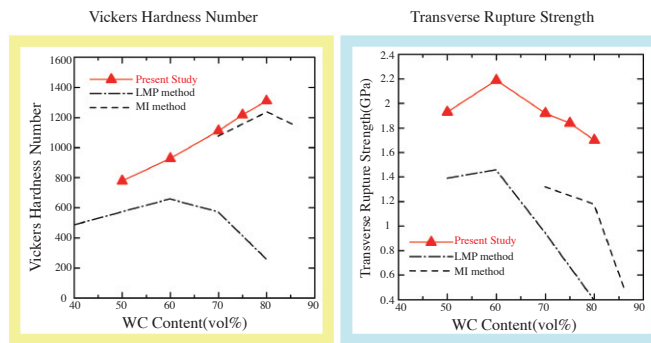 Vickers Hardness Number
Transverse Rupture Strength
Vickers Hardness Number
1600
1400
1200
1000
800
600
400
200
0
Present Study
LMP method
MI method
40 50 60 70 80 90
WC Content(vol%)
Transverse Rupture Strength(GPa)
2.4
2.2
2
1.8
1.6
1.4
1.2
1
0.8
0.6
0.4
Present Study
LMP method
MI method
40 50 60 70 80 90
WC Content(vol%)